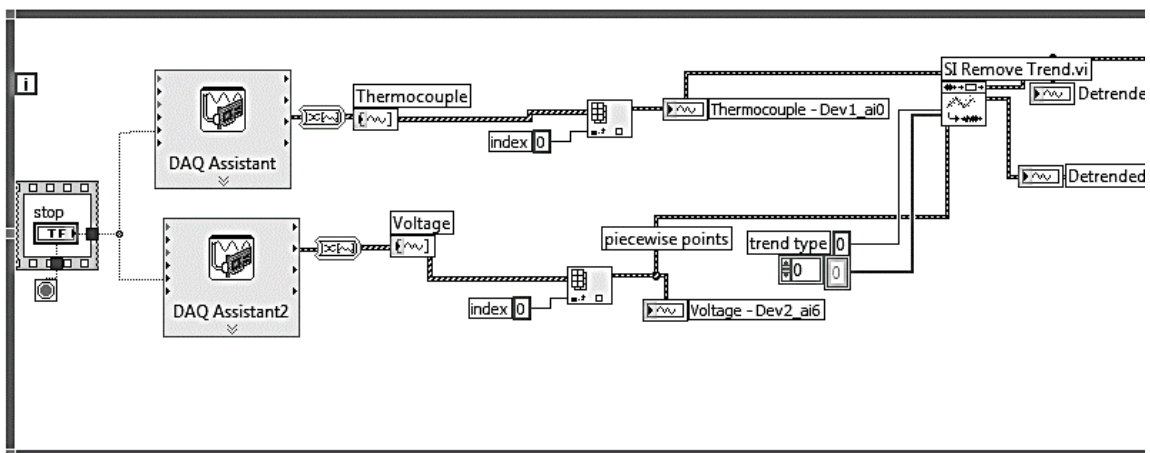 SI Remove Trend.vi
i
Detrende
Thermocouple
Thermocouple - Dev1_ai0
index 0
DAQ Assistant
Detrended
stop
TF
Voltage
piecewise points
trend type 0
0
0
index 0
Voltage - Dev2_ai6
DAQ Assistant2